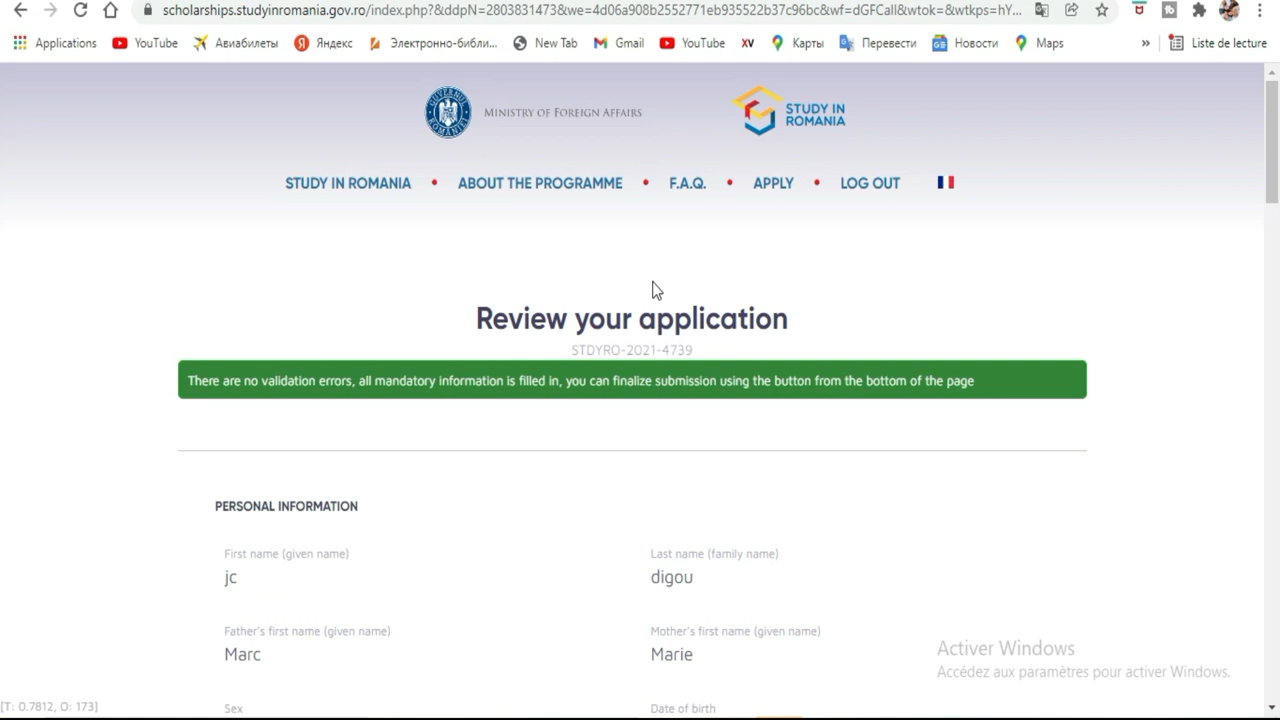 scholarships.studyinromania.gov.ro/index.php?&ddpN=2803831473&we=4d06a908b2552771eb935522b37c96bc&wf=dGFCall&wtok=&wtkps=hY...
Applications YouTube Авиабилеты Яндекс Электронно-библи... New Tab Gmail YouTube XV Карты Перевести Новости Maps » Liste de lecture
GUVERNUL ROMÂNIEI
MINISTRY OF FOREIGN AFFAIRS
STUDY IN
ROMANIA
STUDY IN ROMANIA • ABOUT THE PROGRAMME • F.A.Q. • APPLY • LOG OUT
Review your application
STDYRO-2021-4739
There are no validation errors, all mandatory information is filled in, you can finalize submission using the button from the bottom of the page
PERSONAL INFORMATION
First name (given name) Last name (family name)
jc digou
Father's first name (given name) Mother's first name (given name)
Marc Marie
Activer Windows
Accédez aux paramètres pour activer Windows.
[T: 0.7812, O: 173]
Sex Date of birth